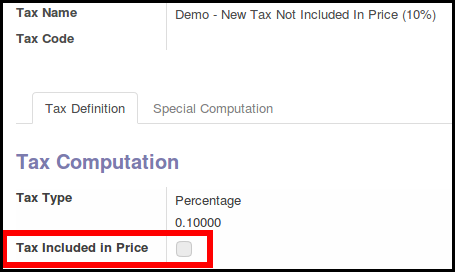 Tax Name Demo - New Tax Not Included In Price (10%)
Tax Code
Tax Definition Special Computation
Tax Computation
Tax Type Percentage
0.10000
Tax Included in Price